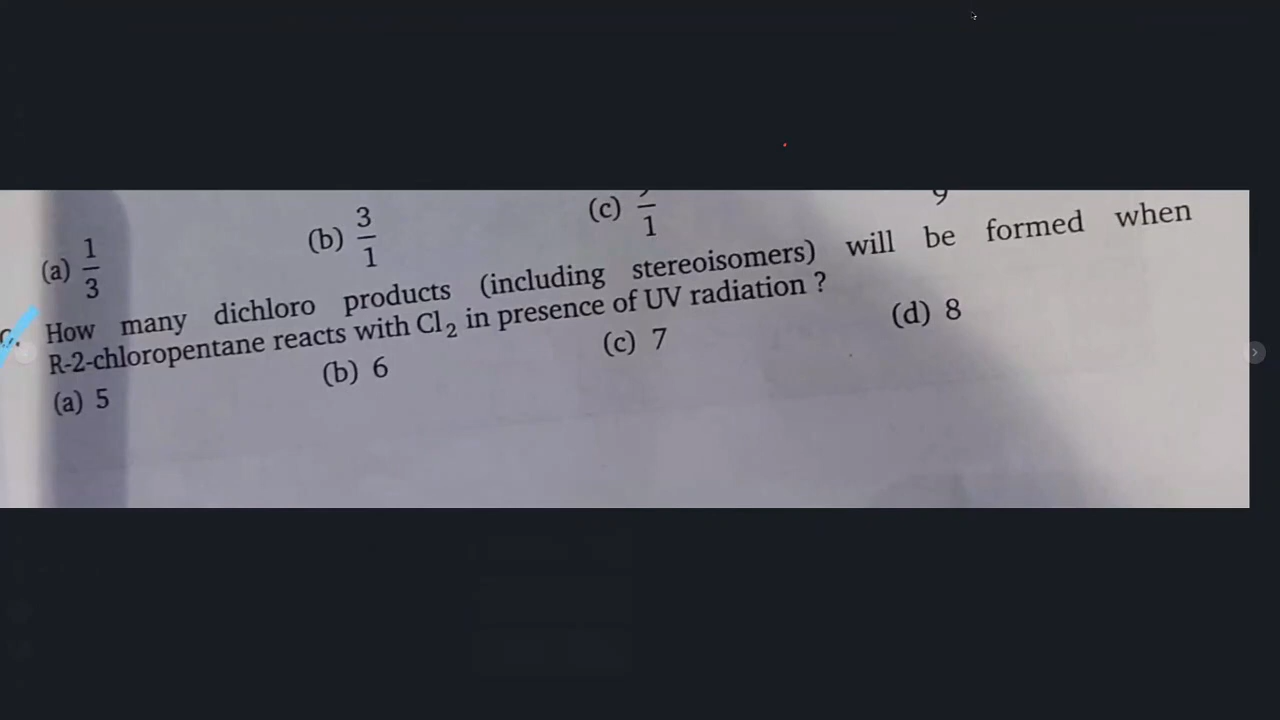 (a) 1/3 (b) 3/1 (c) /1 9
How many dichloro products (including stereoisomers) will be formed when
R-2-chloropentane reacts with Cl₂ in presence of UV radiation ?
(a) 5 (b) 6 (c) 7 (d) 8